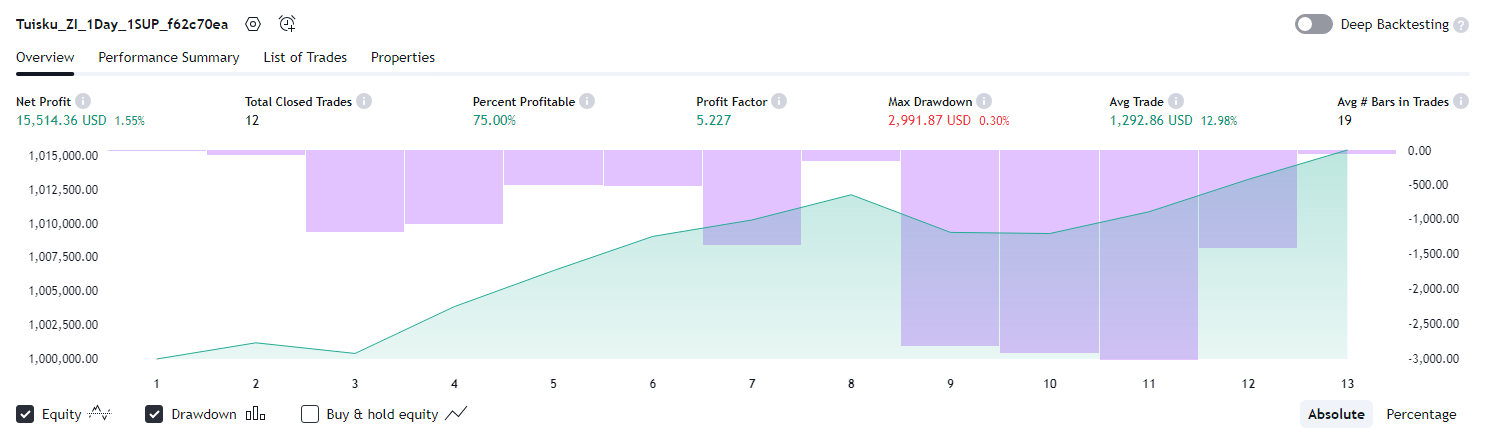 Tuisku_ZI_1Day_1SUP_f62c70ea Deep Backtesting ?
Overview Performance Summary List of Trades Properties
Net Profit i Total Closed Trades i Percent Profitable i Profit Factor i Max Drawdown i Avg Trade i Avg # Bars in Trades i
15,514.36 USD 1.55% 12 75.00% 5.227 2,991.87 USD 0.30% 1,292.86 USD 12.98% 19
1,015,000.00 0.00
1,012,500.00 -500.00
1,010,000.00 -1,000.00
1,007,500.00 -1,500.00
1,005,000.00 -2,000.00
1,002,500.00 -2,500.00
1,000,000.00 -3,000.00
1 2 3 4 5 6 7 8 9 10 11 12 13
Equity Drawdown Buy & hold equity Absolute Percentage